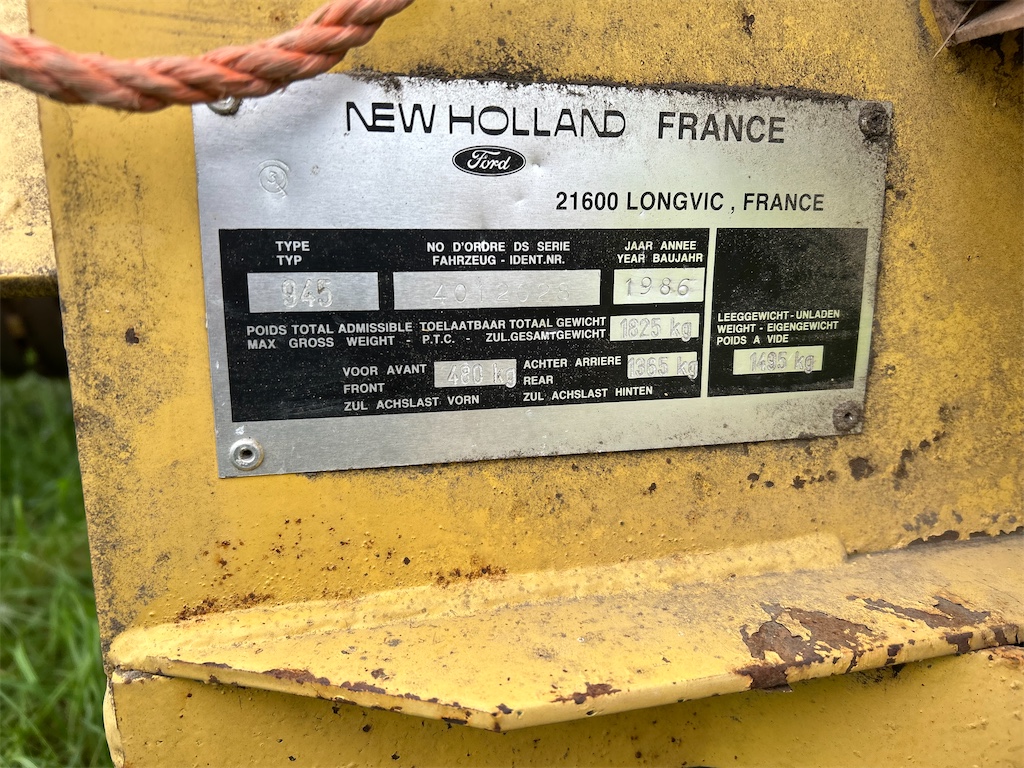 NEW HOLLAND FRANCE
Ford
21600 LONGVIC, FRANCE
TYPE
TYP
NO D'ORDRE DS SERIE
FAHRZEUG - IDENT.NR.
JAAR ANNEE
YEAR BAUJAHR
945
1986
POIDS TOTAL ADMISSIBLE TOELAATBAAR TOTAAL GEWICHT
MAX GROSS WEIGHT - P.T.C. - ZUL.GESAMTGEWICHT
1825 kg
VOOR AVANT
FRONT
ZUL ACHSLAST VORN
460 kg
ACHTER ARRIERE
REAR
ZUL ACHSLAST HINTEN
1365 kg
LEEGGEWICHT - UNLADEN
WEIGHT - EIGENGEWICHT
POIDS A VIDE
1495 kg